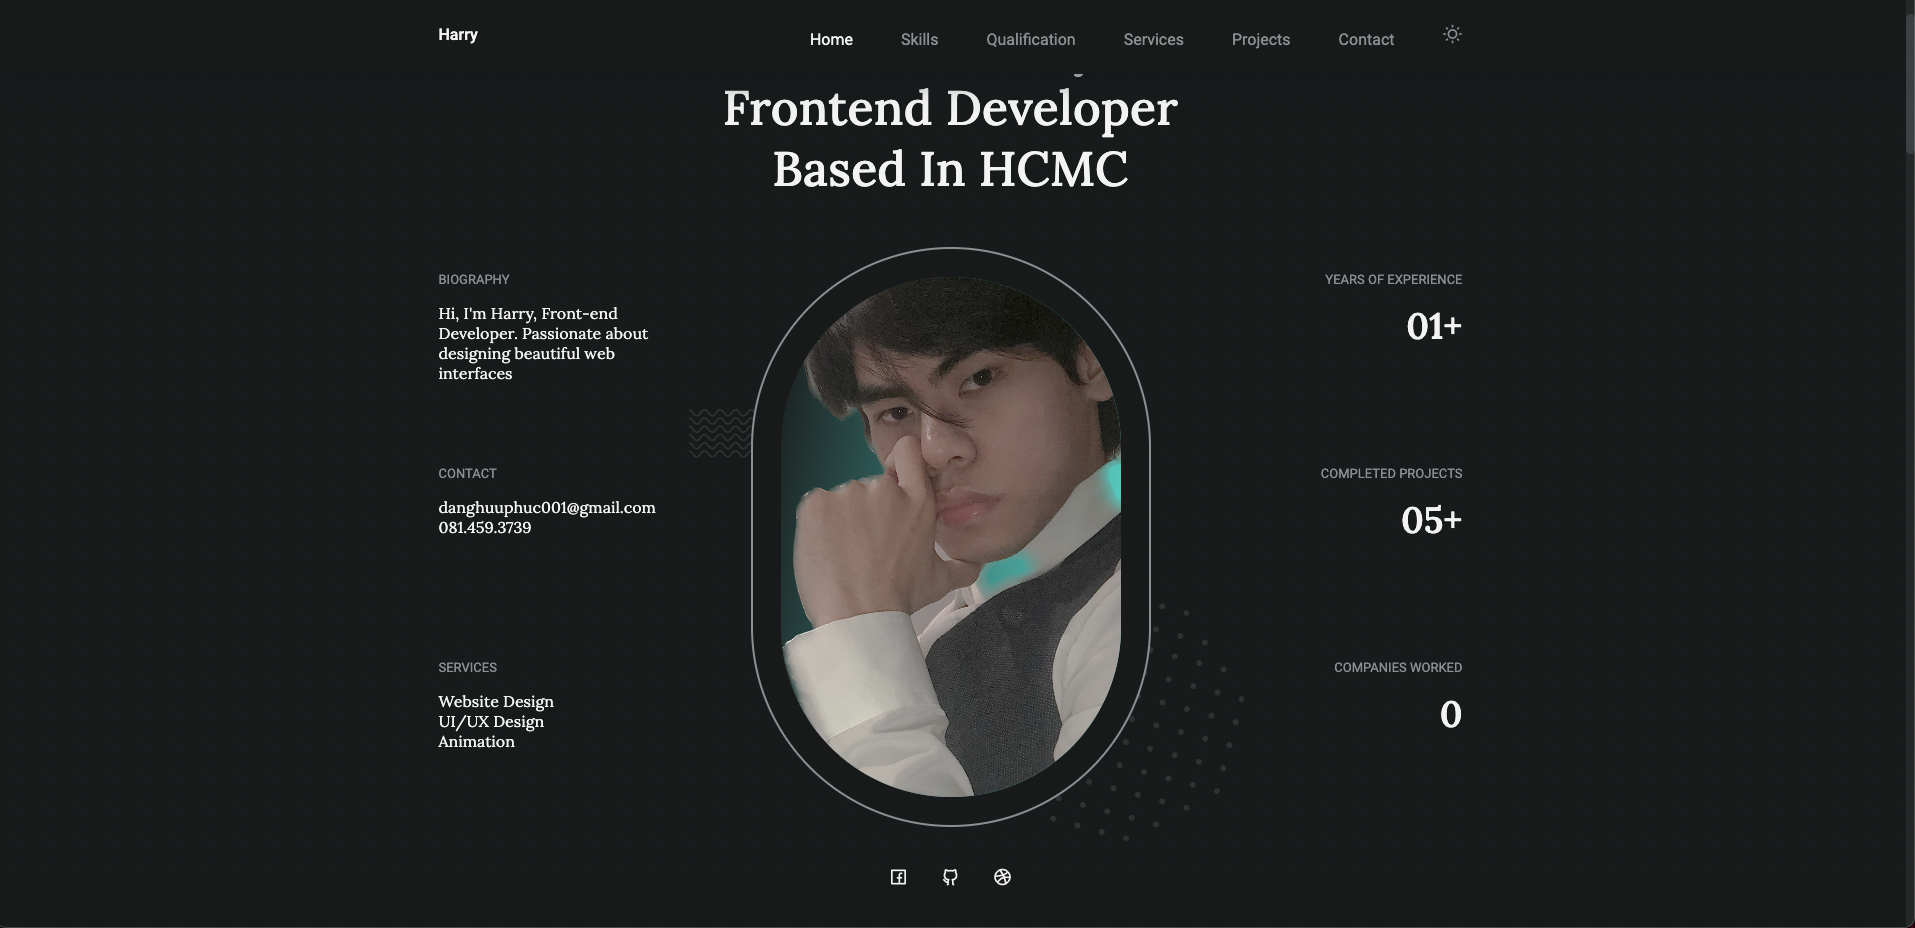 Harry
Home
Skills
Qualification
Services
Projects
Contact
Frontend Developer
Based In HCMC
BIOGRAPHY
Hi, I'm Harry, Front-end
Developer. Passionate about
designing beautiful web
interfaces
CONTACT
danghuuphuc001@gmail.com
081.459.3739
SERVICES
Website Design
UI/UX Design
Animation
YEARS OF EXPERIENCE
01+
COMPLETED PROJECTS
05+
COMPANIES WORKED
0